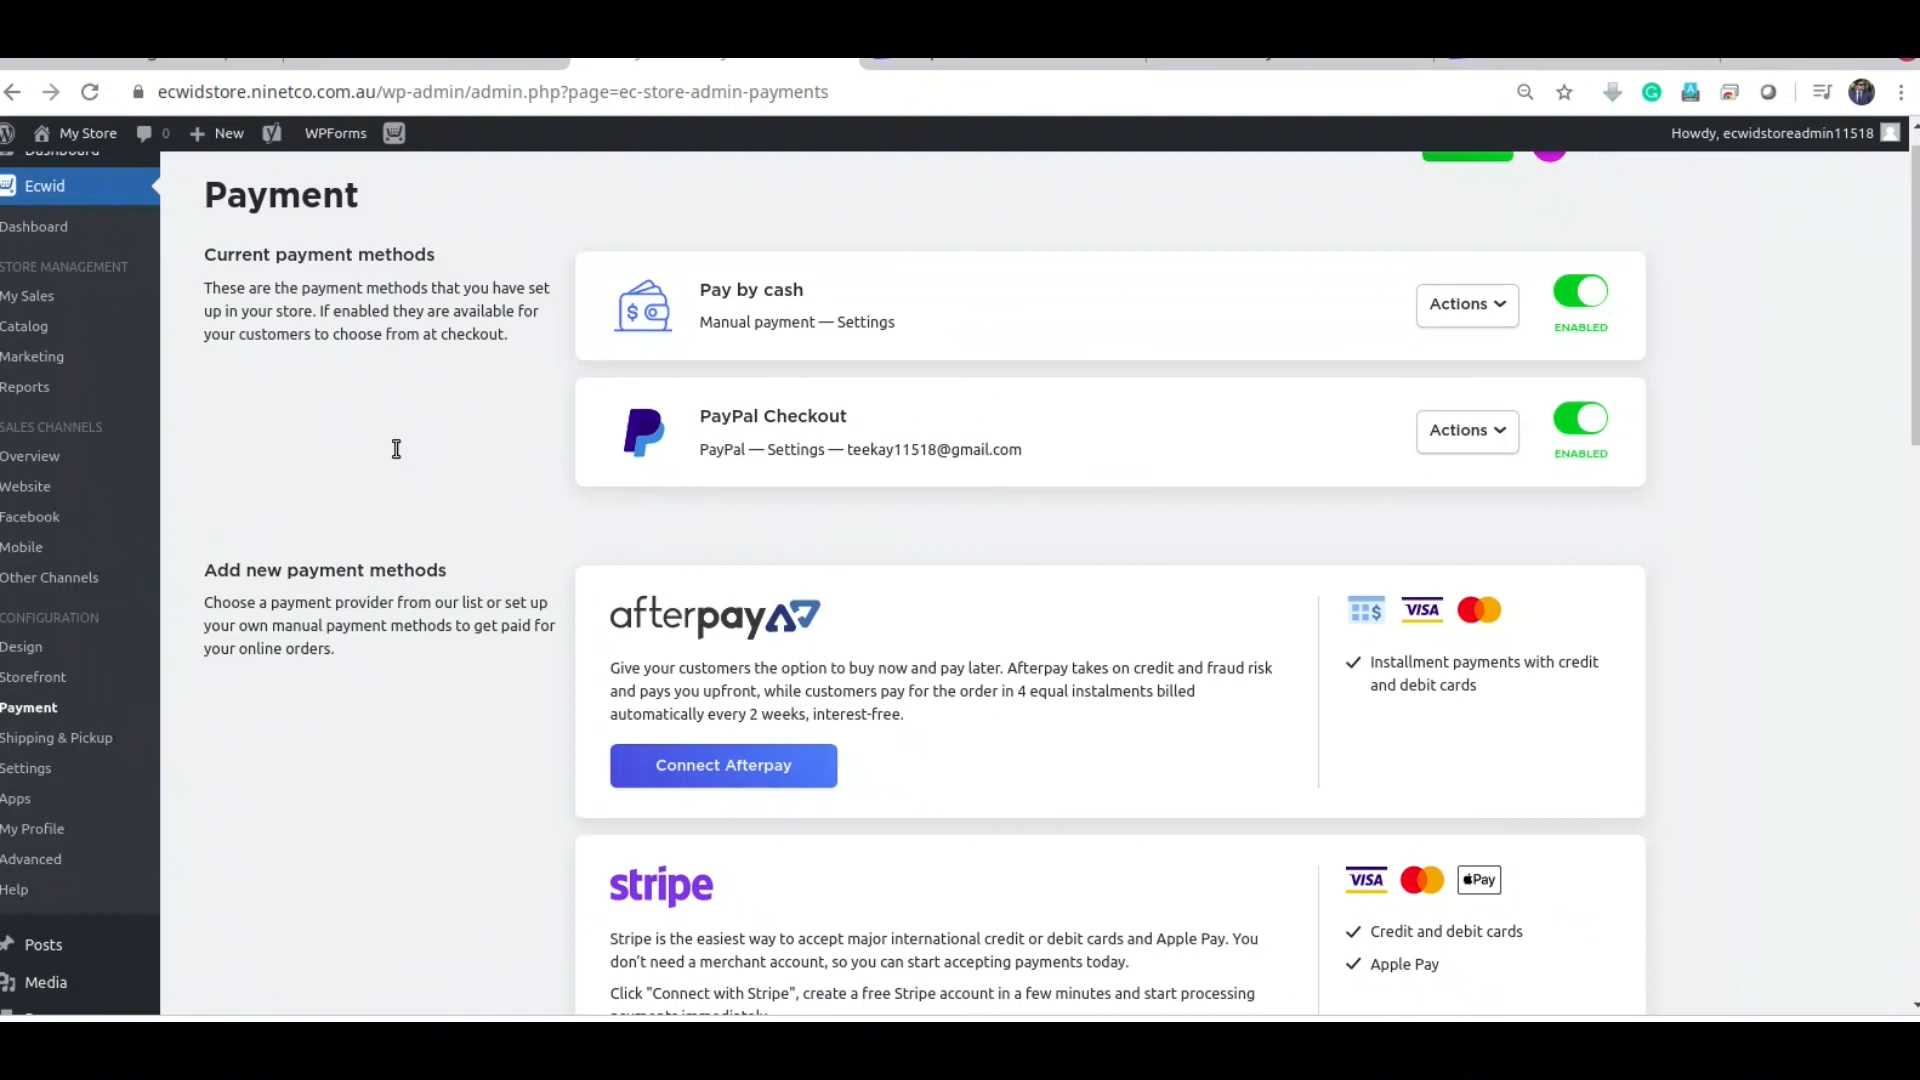 ecwidstore.ninetco.com.au/wp-admin/admin.php?page=ec-store-admin-payments
My Store
0
New
WPForms
Howdy, ecwidstoreadmin11518
Dashboard
Ecwid
Dashboard
STORE MANAGEMENT
My Sales
Catalog
Marketing
Reports
SALES CHANNELS
Overview
Website
Facebook
Mobile
Other Channels
CONFIGURATION
Design
Storefront
Payment
Shipping & Pickup
Settings
Apps
My Profile
Advanced
Help
Posts
Media
Payment
Current payment methods
These are the payment methods that you have set
up in your store. If enabled they are available for
your customers to choose from at checkout.
Pay by cash
Manual payment — Settings
Actions
ENABLED
PayPal Checkout
PayPal — Settings — teekay11518@gmail.com
Actions
ENABLED
Add new payment methods
Choose a payment provider from our list or set up
your own manual payment methods to get paid for
your online orders.
afterpay
Give your customers the option to buy now and pay later. Afterpay takes on credit and fraud risk
and pays you upfront, while customers pay for the order in 4 equal instalments billed
automatically every 2 weeks, interest-free.
Connect Afterpay
VISA
Installment payments with credit
and debit cards
stripe
Stripe is the easiest way to accept major international credit or debit cards and Apple Pay. You
don't need a merchant account, so you can start accepting payments today.
Click "Connect with Stripe", create a free Stripe account in a few minutes and start processing
payments immediately.
VISA
Pay
Credit and debit cards
Apple Pay